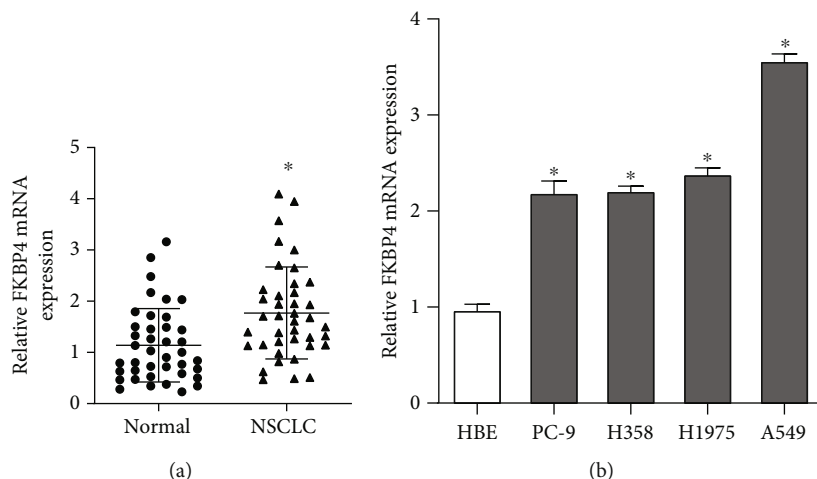 Relative FKBP4 mRNA
expression
5
4
3
2
1
0
*
Normal
NSCLC
(a)
Relative FKBP4 mRNA expression
4
3
2
1
0
*
*
*
*
HBE
PC-9
H358
H1975
A549
(b)